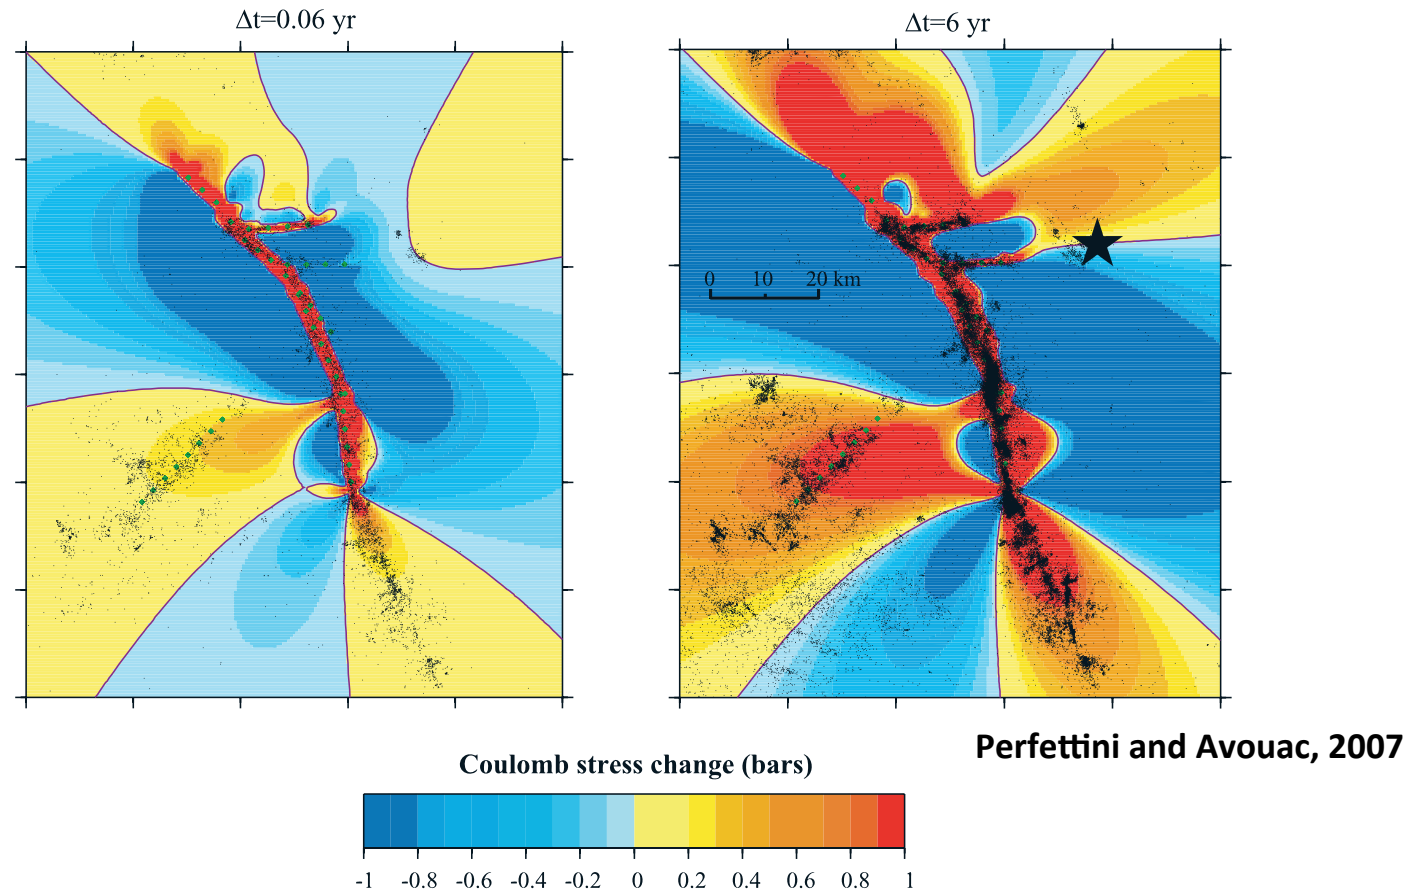 Δt=0.06 yr
Δt=6 yr
0 10 20 km
Perfettini and Avouac, 2007
Coulomb stress change (bars)
-1 -0.8 -0.6 -0.4 -0.2 0 0.2 0.4 0.6 0.8 1